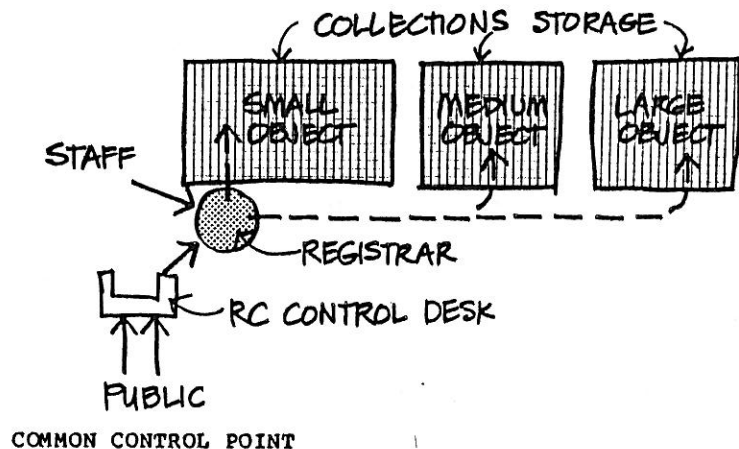 COLLECTIONS STORAGE
SMALL
OBJECT
MEDIUM
OBJECT
LARGE
OBJECT
STAFF
REGISTRAR
RC CONTROL DESK
PUBLIC
COMMON CONTROL POINT